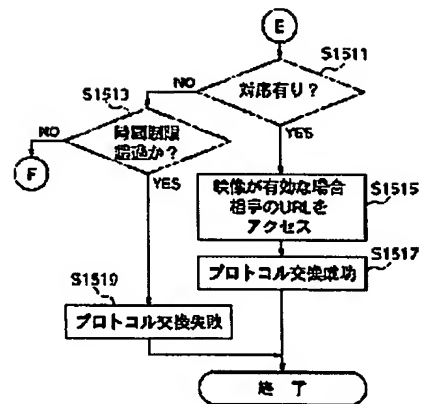 E
S1511
対応有り?
NO
YES
S1513
時間制限
超過か?
NO
F
YES
映像が有効な場合
相手のURLを
アクセス
S1515
プロトコル交換成功
S1517
S1519
プロトコル交換失敗
終 了